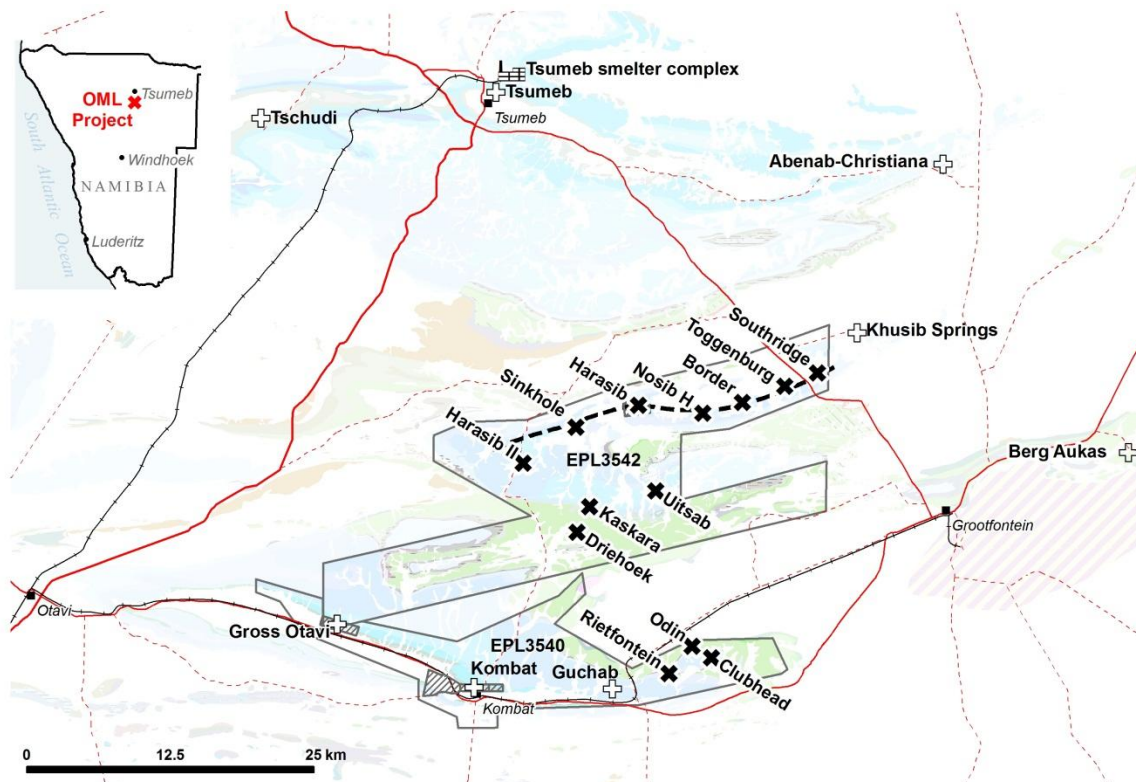 Tsumeb
OML
Project
Windhoek
NAMIBIA
Luderitz
South Atlantic Ocean
Tsumeb smelter complex
Tsumeb
Tsumeb
Tschudi
Abenab-Christiana
Khusib Springs
Southridge
Toggenburg
Border
Nosib H
Harasib
Sinkhole
Harasib II
EPL3542
Berg Aukas
Uitsab
Kaskara
Grootfontein
Driehoek
Otavi
Gross Otavi
EPL3540
Odin
Rietfontein
Kombat
Guchab
Clubhead
Kombat
0 12.5 25 km